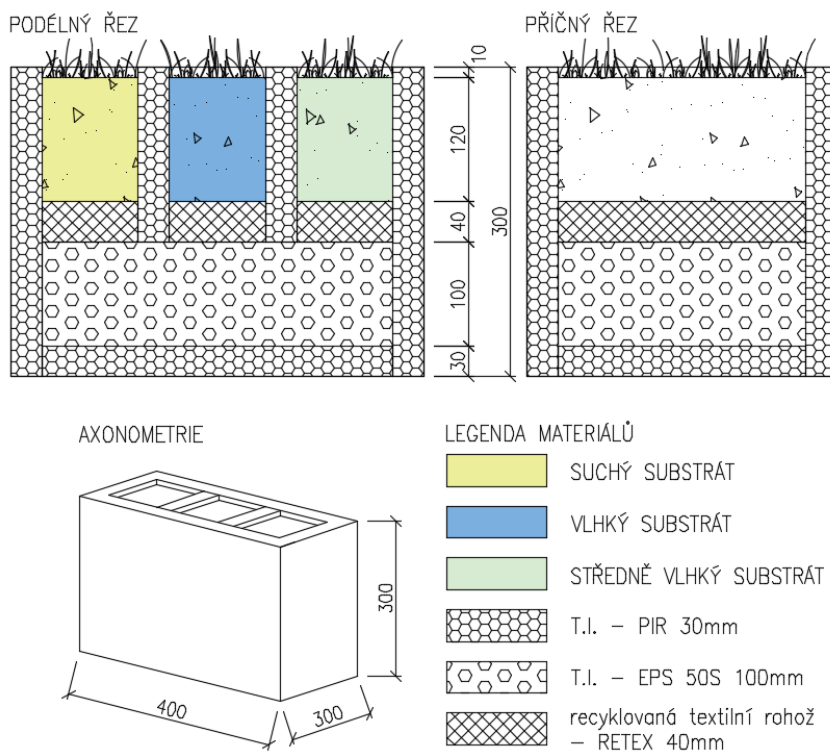 PODÉLNÝ ŘEZ
PŘÍČNÝ ŘEZ
10
120
40
100
30
300
AXONOMETRIE
300
400
300
LEGENDA MATERIÁLŮ
SUCHÝ SUBSTRÁT
VLHKÝ SUBSTRÁT
STŘEDNĚ VLHKÝ SUBSTRÁT
T.I. – PIR 30mm
T.I. – EPS 50S 100mm
recyklovaná textilní rohož
– RETEX 40mm